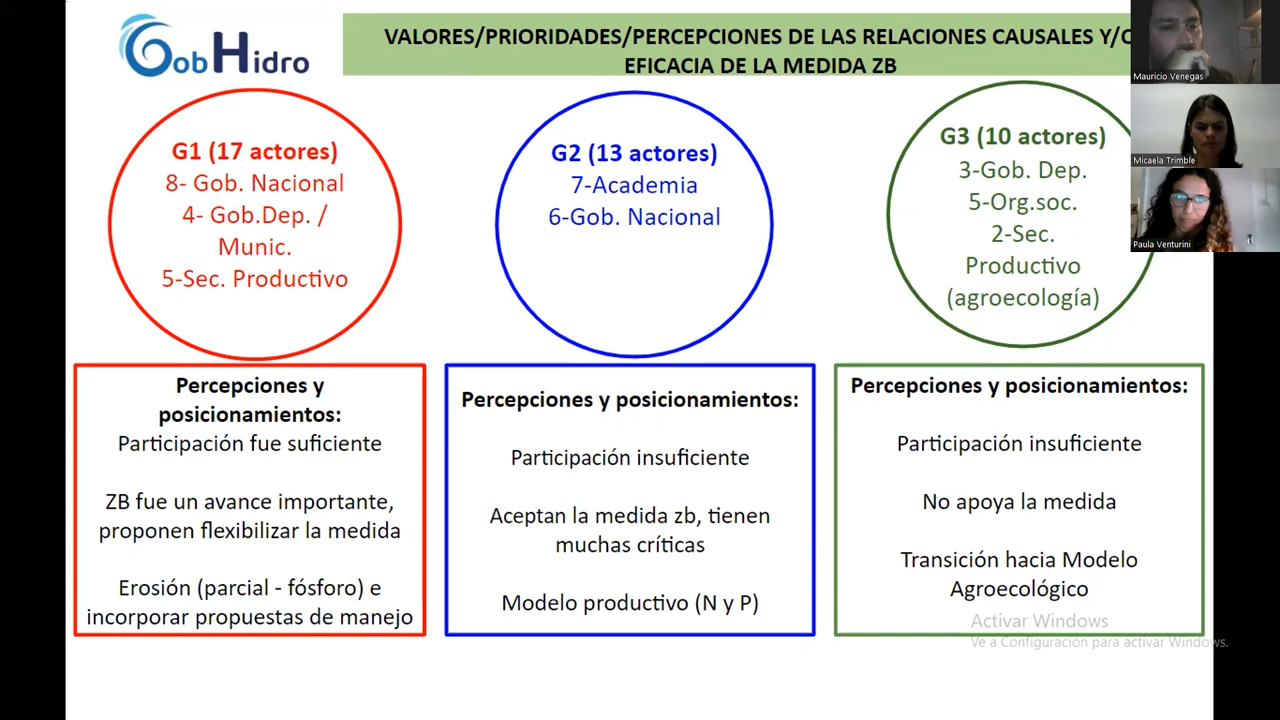 GobHidro
VALORES/PRIORIDADES/PERCEPCIONES DE LAS RELACIONES CAUSALES Y/
EFICACIA DE LA MEDIDA ZB
Mauricio Venegas
Micaela Trimble
Paula Venturini
G1 (17 actores)
8- Gob. Nacional
4- Gob.Dep. /
Munic.
5-Sec. Productivo
G2 (13 actores)
7-Academia
6-Gob. Nacional
G3 (10 actores)
3-Gob. Dep.
5-Org.soc.
2-Sec.
Productivo
(agroecología)
Percepciones y
posicionamientos:
Participación fue suficiente
ZB fue un avance importante,
proponen flexibilizar la medida
Erosión (parcial - fósforo) e
incorporar propuestas de manejo
Percepciones y posicionamientos:
Participación insuficiente
Aceptan la medida zb, tienen
muchas críticas
Modelo productivo (N y P)
Percepciones y posicionamientos:
Participación insuficiente
No apoya la medida
Transición hacia Modelo
Agroecológico
Activar Windows
Ve a Configuración para activar Windows.